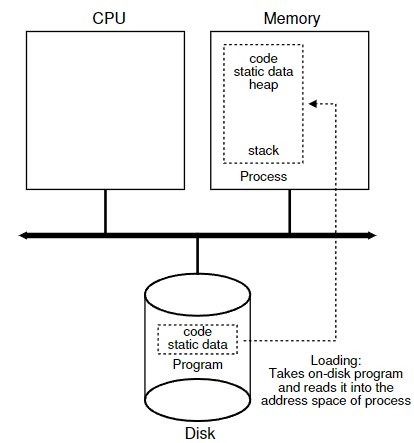 CPU
Memory
code
static data
heap
stack
Process
code
static data
Program
Loading:
Takes on-disk program
and reads it into the
address space of process
Disk